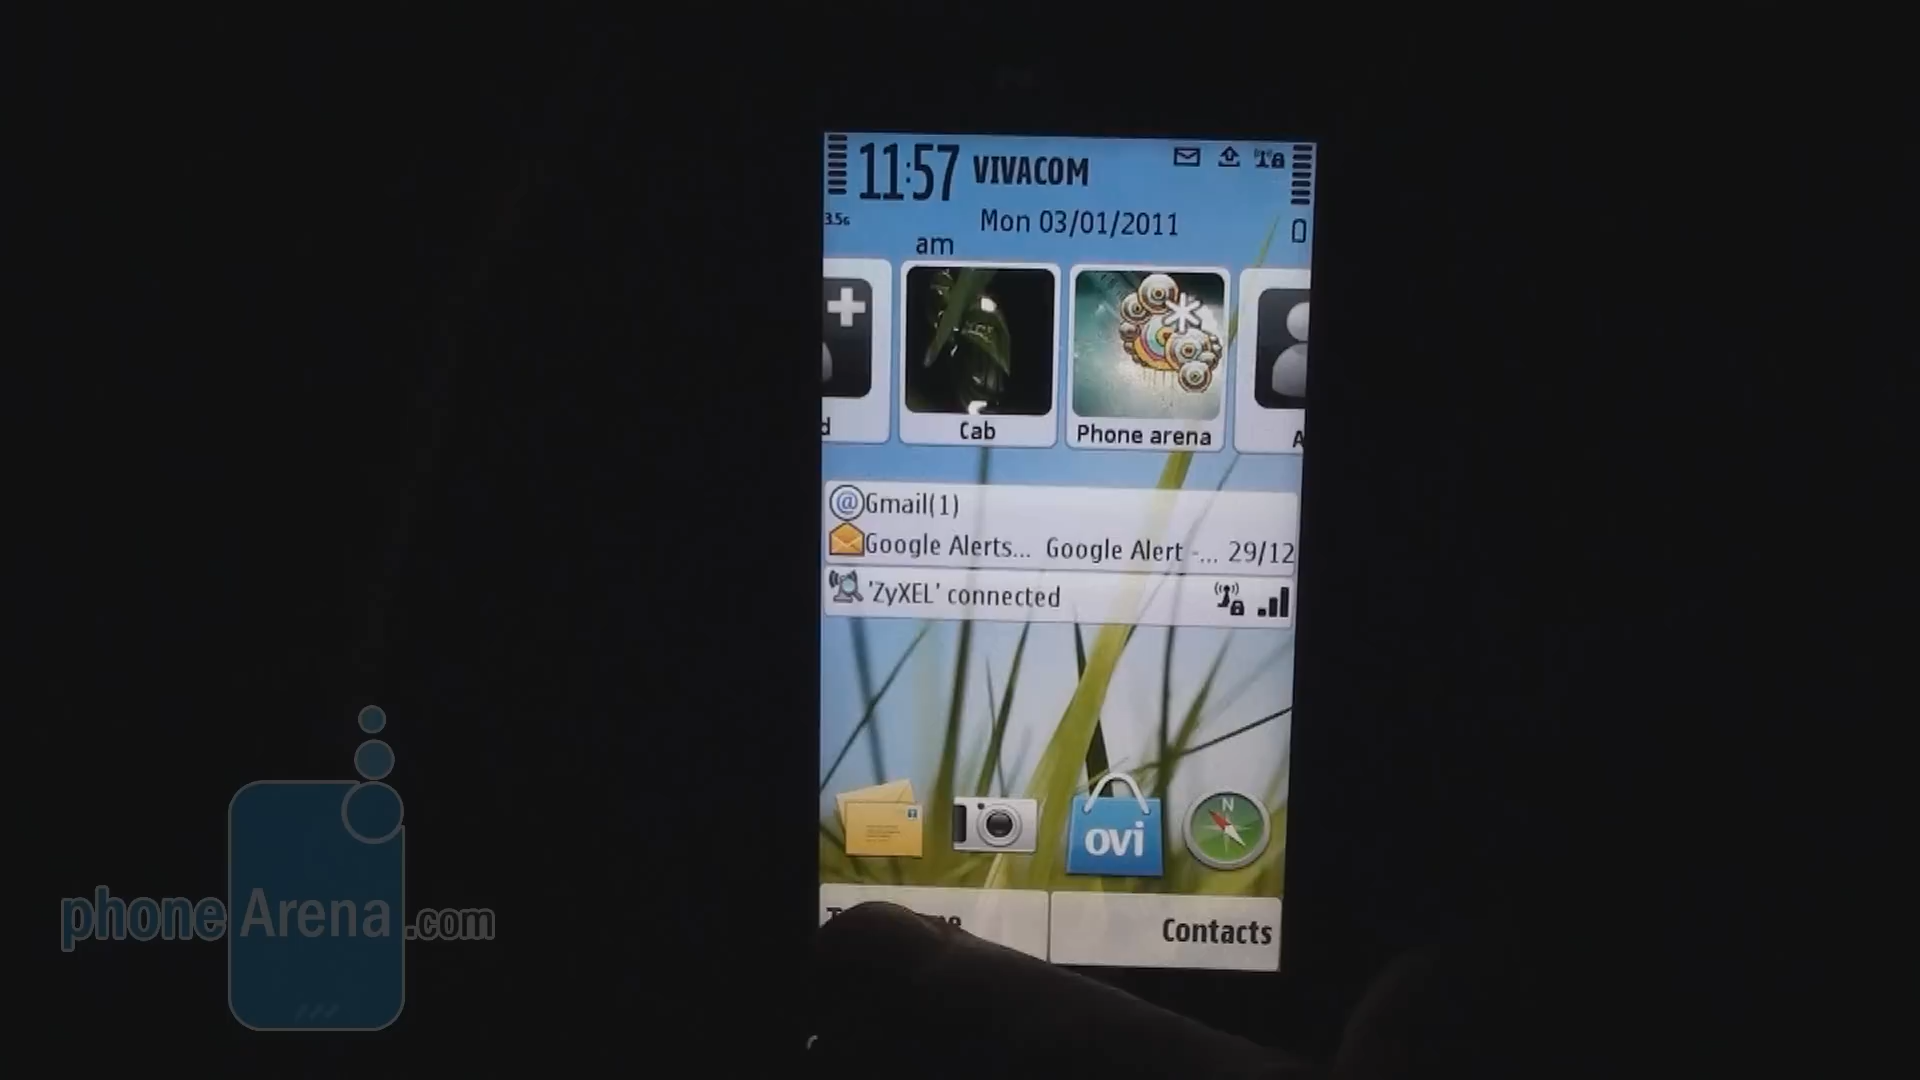 11:57 VIVACOM
3.5G
Mon 03/01/2011
am
d
Cab
Phone arena
A
@Gmail(1)
Google Alerts... Google Alert -... 29/12
'ZyXEL' connected
N
ovi
Contacts
phoneArena.com